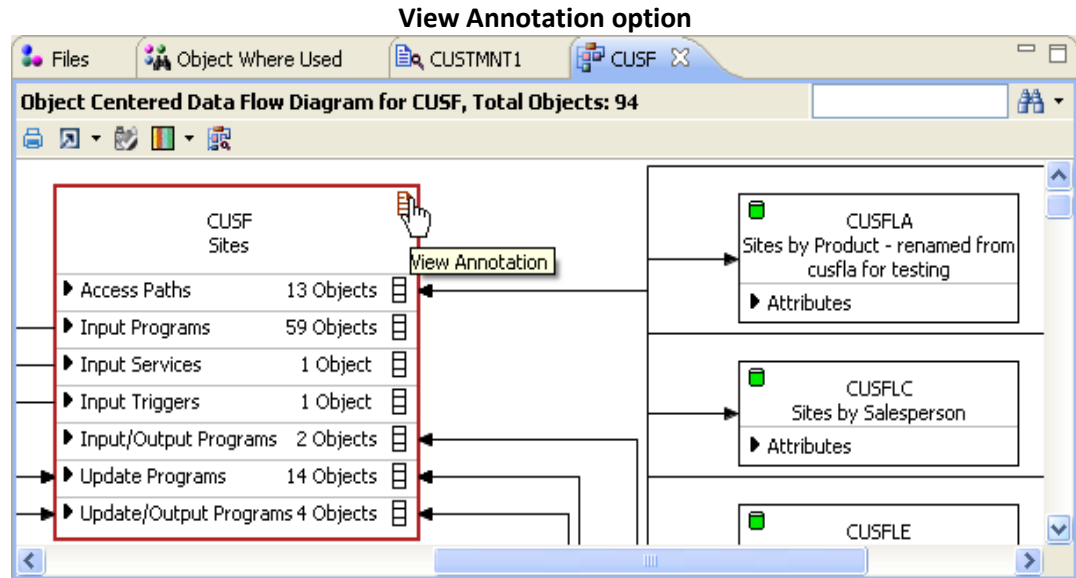 View Annotation option
Files
Object Where Used
CUSTMNT1
CUSF
Object Centered Data Flow Diagram for CUSF, Total Objects: 94
CUSF
Sites
View Annotation
Access Paths 13 Objects
Input Programs 59 Objects
Input Services 1 Object
Input Triggers 1 Object
Input/Output Programs 2 Objects
Update Programs 14 Objects
Update/Output Programs 4 Objects
CUSFLA
Sites by Product - renamed from
cusfla for testing
Attributes
CUSFLC
Sites by Salesperson
Attributes
CUSFLE